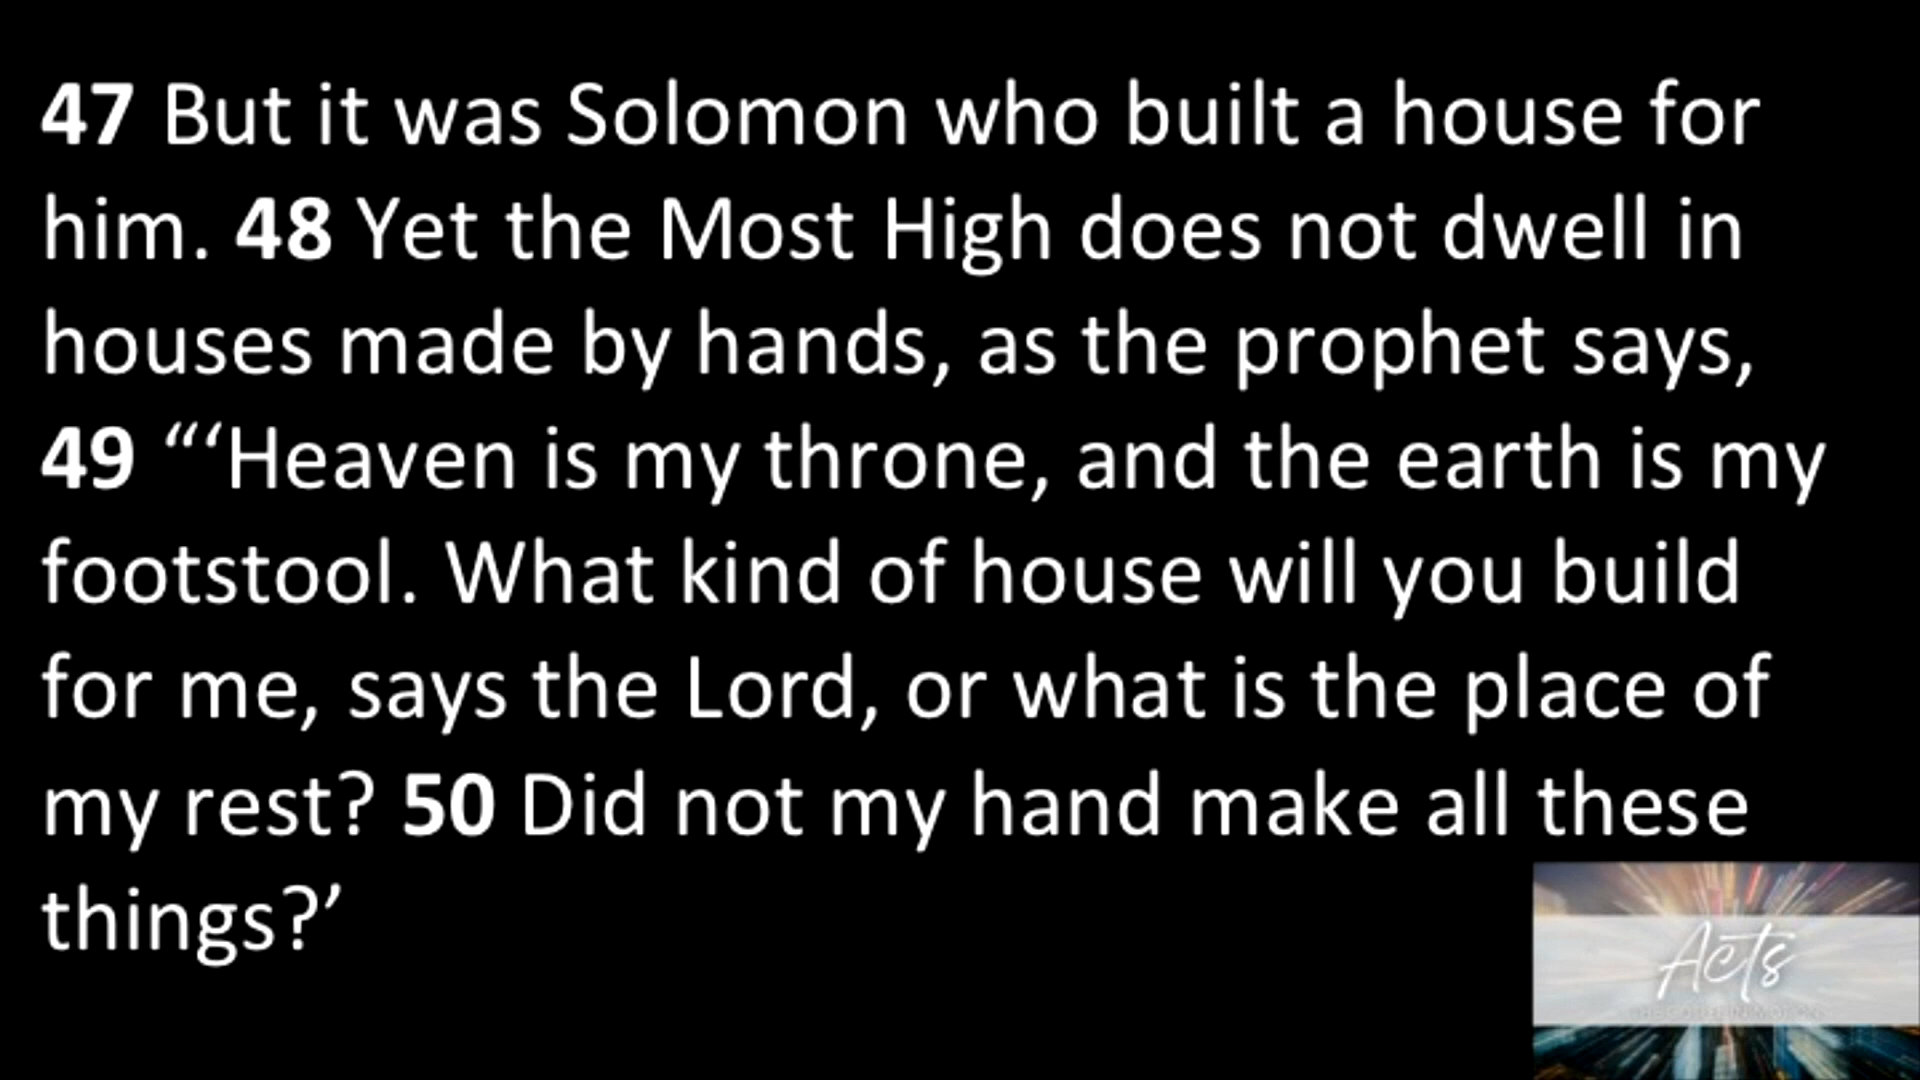 47 But it was Solomon who built a house for
him. 48 Yet the Most High does not dwell in
houses made by hands, as the prophet says,
49 “‘Heaven is my throne, and the earth is my
footstool. What kind of house will you build
for me, says the Lord, or what is the place of
my rest? 50 Did not my hand make all these
things?’
Acts